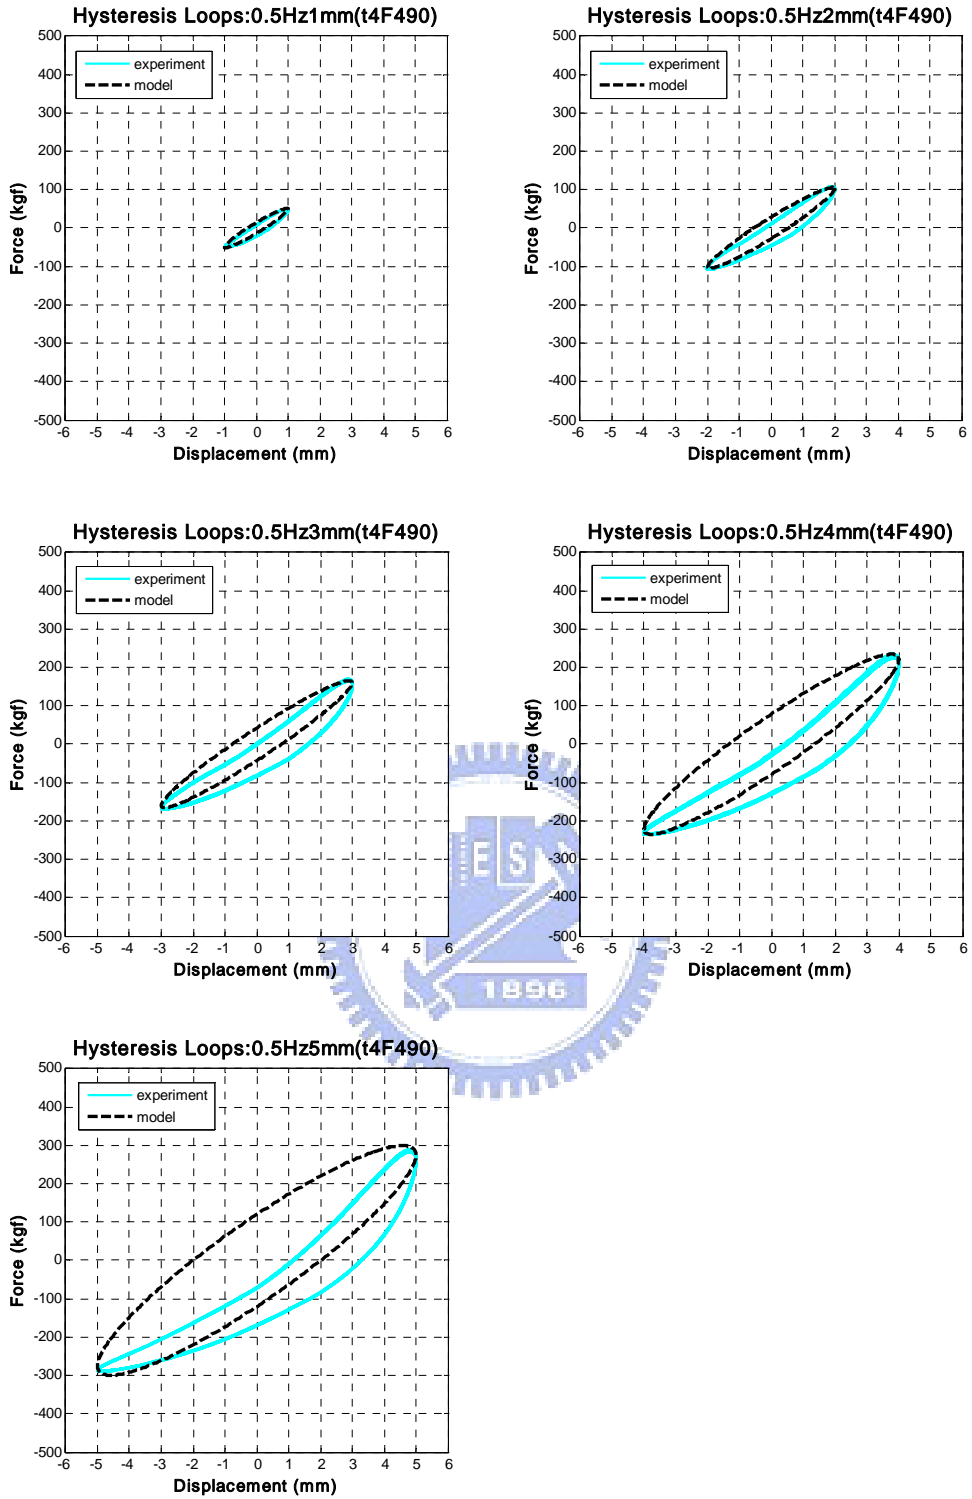 Hysteresis Loops:0.5Hz1mm(t4F490)
500
400
300
200
100
0
-100
-200
-300
-400
-500
Force (kgf)
experiment
model
-6 -5 -4 -3 -2 -1 0 1 2 3 4 5 6
Displacement (mm)
Hysteresis Loops:0.5Hz2mm(t4F490)
500
400
300
200
100
0
-100
-200
-300
-400
-500
Force (kgf)
experiment
model
-6 -5 -4 -3 -2 -1 0 1 2 3 4 5 6
Displacement (mm)
Hysteresis Loops:0.5Hz3mm(t4F490)
500
400
300
200
100
0
-100
-200
-300
-400
-500
Force (kgf)
experiment
model
-6 -5 -4 -3 -2 -1 0 1 2 3 4 5 6
Displacement (mm)
Hysteresis Loops:0.5Hz4mm(t4F490)
500
400
300
200
100
0
-100
-200
-300
-400
-500
Force (kgf)
experiment
model
-6 -5 -4 -3 -2 -1 0 1 2 3 4 5 6
Displacement (mm)
ES
1896
Hysteresis Loops:0.5Hz5mm(t4F490)
500
400
300
200
100
0
-100
-200
-300
-400
-500
Force (kgf)
experiment
model
-6 -5 -4 -3 -2 -1 0 1 2 3 4 5 6
Displacement (mm)